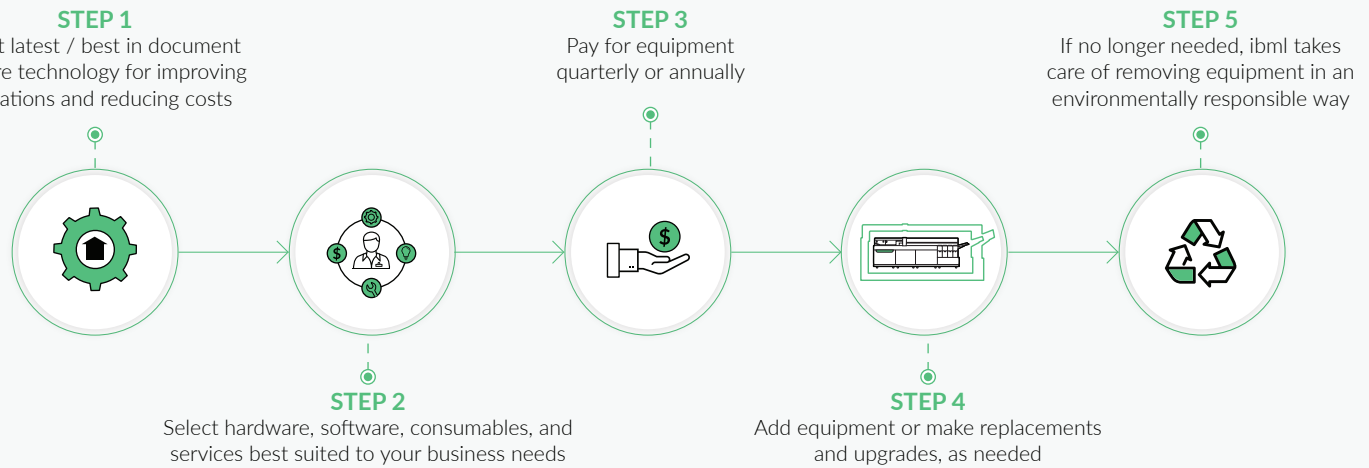 STEP 1
latest / best in document
technology for improving
and reducing costs
STEP 2
Select hardware, software, consumables, and
services best suited to your business needs
STEP 3
Pay for equipment
quarterly or annually
STEP 4
Add equipment or make replacements
and upgrades, as needed
STEP 5
If no longer needed, ibml takes
care of removing equipment in an
environmentally responsible way
$
$